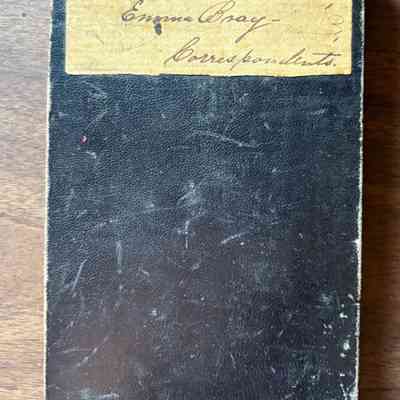 Emma Bray -
Correspondents.